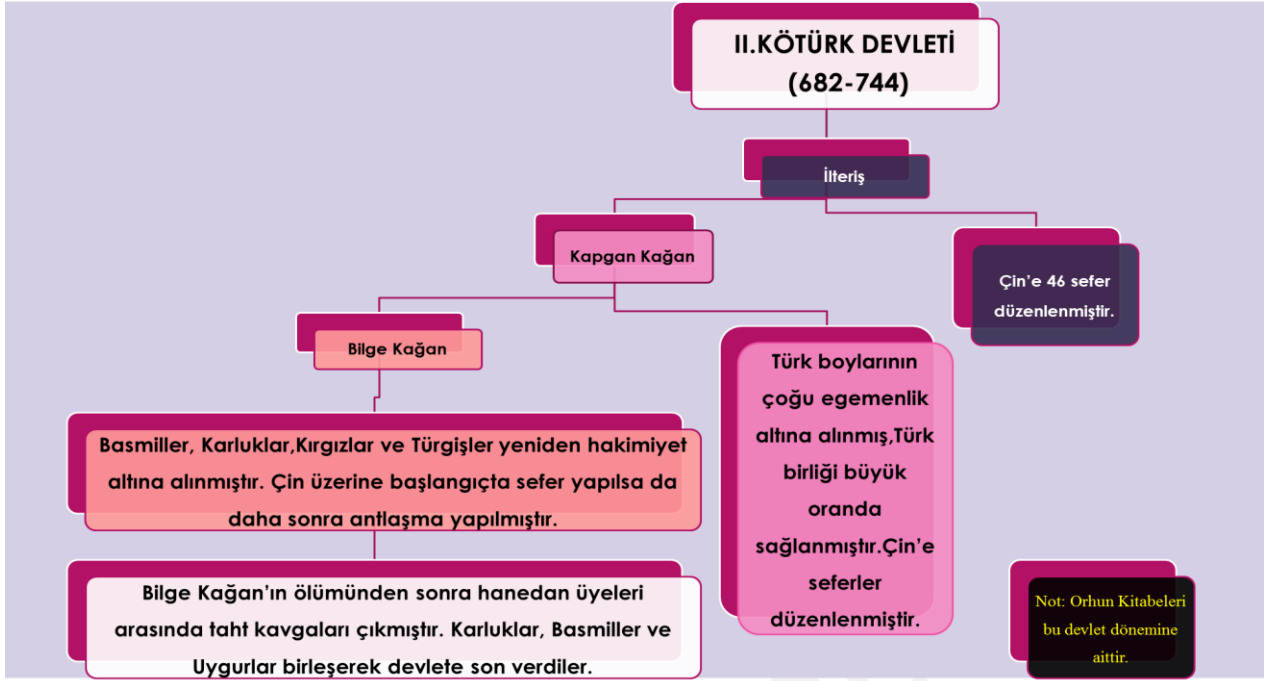 II.KÖTÜRK DEVLETİ
(682-744)
İlteriş
Kapgan Kağan
Çin’e 46 sefer
düzenlenmiştir.
Bilge Kağan
Türk boylarının
çoğu egemenlik
altına alınmış,Türk
birliği büyük
oranda
sağlanmıştır.Çin’e
seferler
düzenlenmiştir.
Basmiller, Karluklar,Kırgızlar ve Türgişler yeniden hakimiyet
altına alınmıştır. Çin üzerine başlangıçta sefer yapılsa da
daha sonra antlaşma yapılmıştır.
Bilge Kağan’ın ölümünden sonra hanedan üyeleri
arasında taht kavgaları çıkmıştır. Karluklar, Basmiller ve
Uygurlar birleşerek devlete son verdiler.
Not: Orhun Kitabeleri
bu devlet dönemine
aittir.